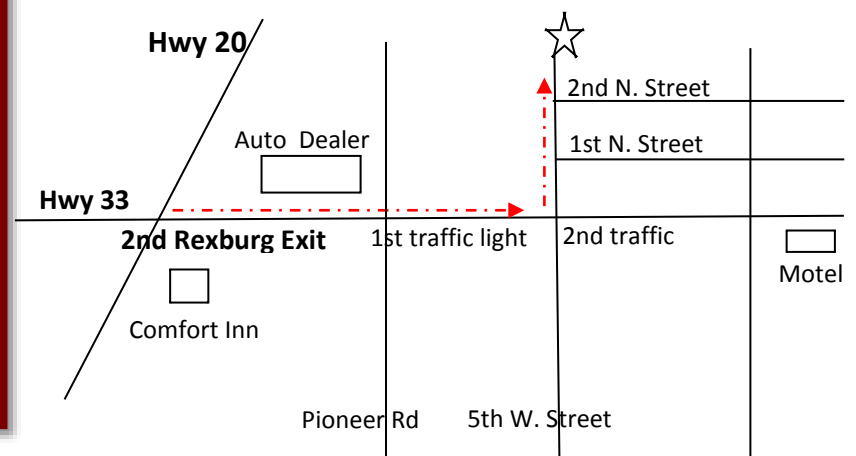 Hwy 20
2nd N. Street
Auto Dealer
1st N. Street
Hwy 33
2nd Rexburg Exit
1st traffic light
2nd traffic
Motel
Comfort Inn
Pioneer Rd
5th W. Street